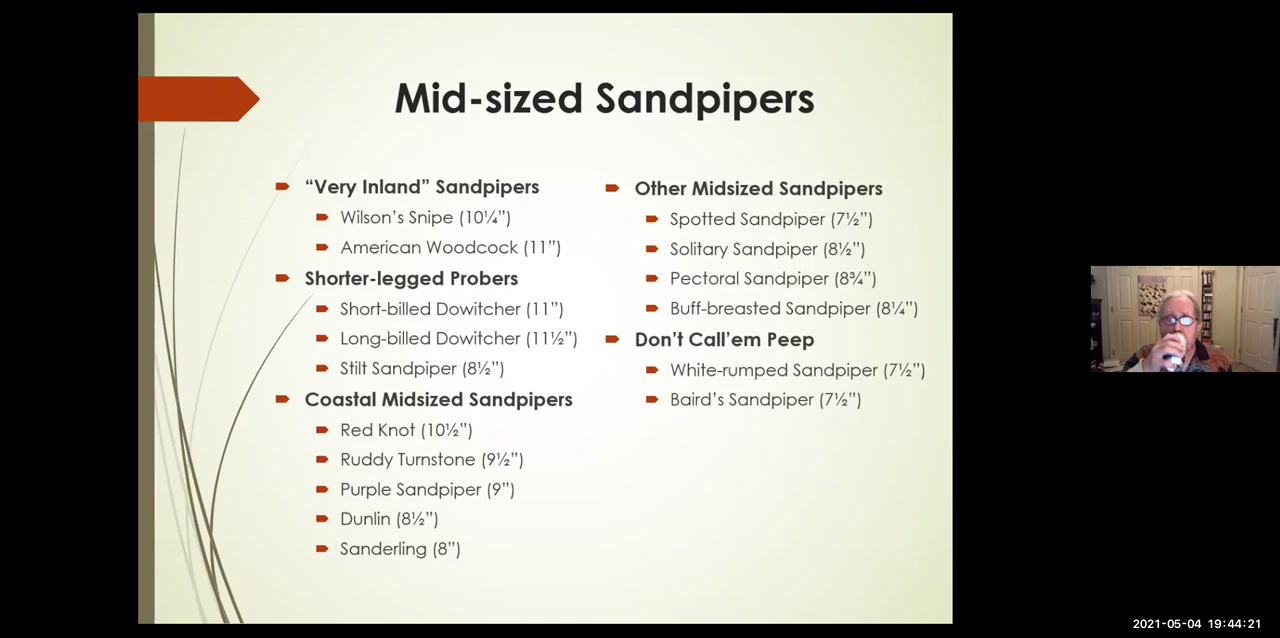 Mid-sized Sandpipers
“Very Inland” Sandpipers
Wilson’s Snipe (10¼”)
American Woodcock (11”)
Shorter-legged Probers
Short-billed Dowitcher (11”)
Long-billed Dowitcher (11½”)
Stilt Sandpiper (8½”)
Coastal Midsized Sandpipers
Red Knot (10½”)
Ruddy Turnstone (9½”)
Purple Sandpiper (9”)
Dunlin (8½”)
Sanderling (8”)
Other Midsized Sandpipers
Spotted Sandpiper (7½”)
Solitary Sandpiper (8½”)
Pectoral Sandpiper (8¾”)
Buff-breasted Sandpiper (8¼”)
Don’t Call’em Peep
White-rumped Sandpiper (7½”)
Baird’s Sandpiper (7½”)
2021-05-04 19:44:21